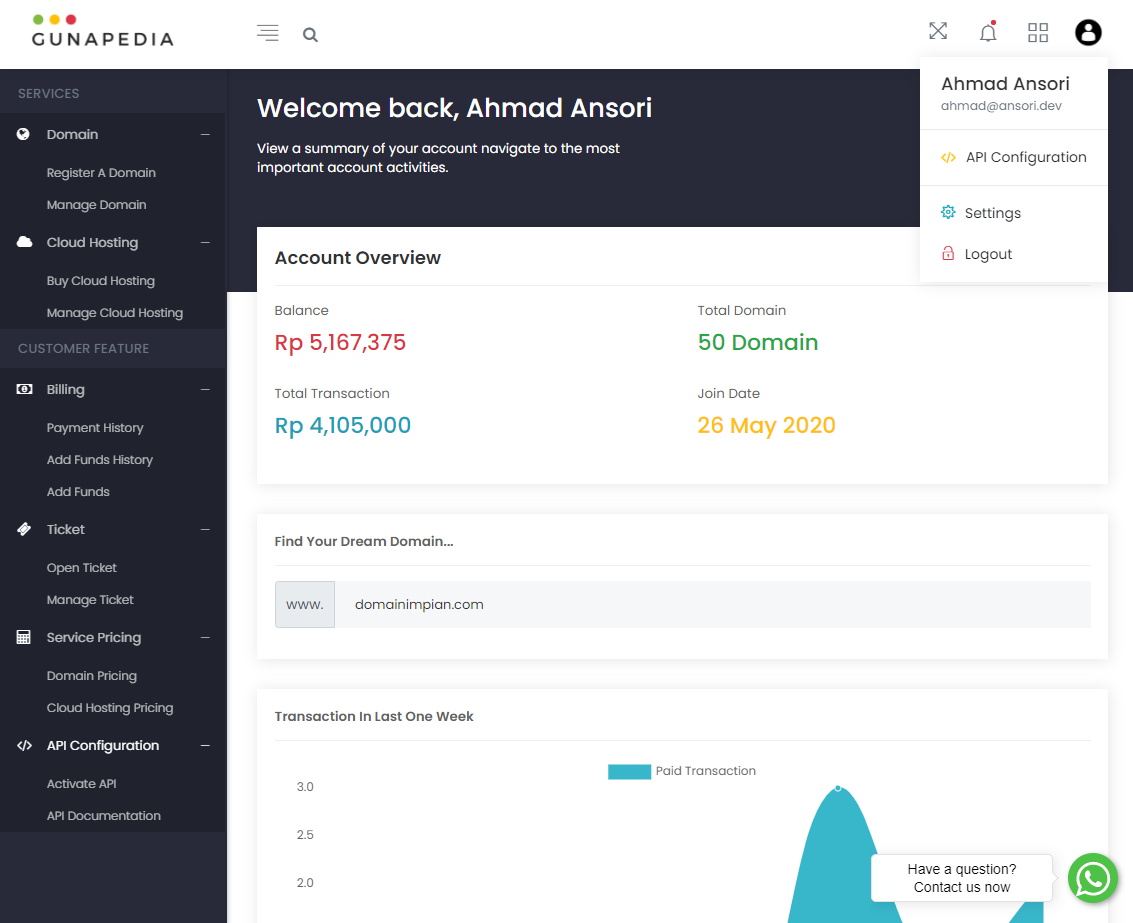 GUNAPEDIA
Ahmad Ansori
ahmad@ansori.dev
API Configuration
Settings
Logout
SERVICES
Domain
Register A Domain
Manage Domain
Cloud Hosting
Buy Cloud Hosting
Manage Cloud Hosting
CUSTOMER FEATURE
Billing
Payment History
Add Funds History
Add Funds
Ticket
Open Ticket
Manage Ticket
Service Pricing
Domain Pricing
Cloud Hosting Pricing
API Configuration
Activate API
API Documentation
Welcome back, Ahmad Ansori
View a summary of your account navigate to the most
important account activities.
Account Overview
Balance
Rp 5,167,375
Total Domain
50 Domain
Total Transaction
Rp 4,105,000
Join Date
26 May 2020
Find Your Dream Domain...
www. domainimpian.com
Transaction In Last One Week
Paid Transaction
3.0
2.5
2.0
Have a question?
Contact us now